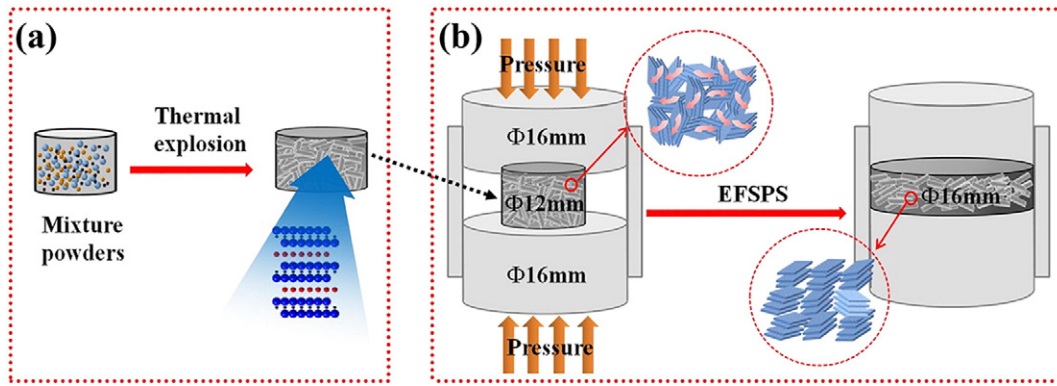 (a)
Thermal
explosion
Mixture
powders
(b)
Pressure
Φ16mm
Φ12mm
Φ16mm
Pressure
EFSPS
Φ16mm